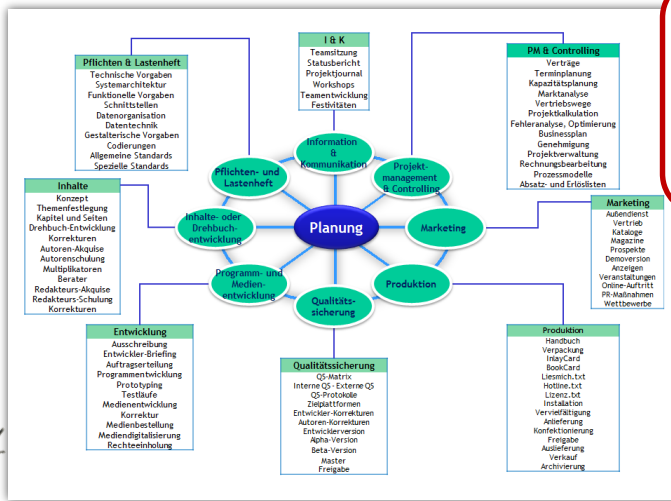 I & K
Teamsitzung
Statusbericht
Projektjournal
Workshops
Teamentwicklung
Festivitäten
Pflichten & Lastenheft
Technische Vorgaben
Systemarchitektur
Funktionelle Vorgaben
Schnittstellen
Datenorganisation
Datentechnik
Gestalterische Vorgaben
Codierungen
Allgemeine Standards
Spezielle Standards
PM & Controlling
Verträge
Terminplanung
Kapazitätsplanung
Marktanalyse
Vertriebswege
Projektkalkulation
Fehleranalyse, Optimierung
Businessplan
Genehmigung
Projektverwaltung
Rechnungsbearbeitung
Prozessmodelle
Absatz- und Erlöslisten
Information
&
Kommunikation
Pflichten- und
Lastenheft
Projekt-
management
& Controlling
Inhalte- oder
Drehbuch-
entwicklung
Planung
Marketing
Programm- und
Medien-
entwicklung
Qualitäts-
sicherung
Produktion
Inhalte
Konzept
Themenfestlegung
Kapitel und Seiten
Drehbuch-Entwicklung
Korrekturen
Autoren-Akquise
Autorenschulung
Multiplikatoren
Berater
Redakteurs-Akquise
Redakteurs-Schulung
Korrekturen
Marketing
Außendienst
Vertrieb
Kataloge
Magazine
Prospekte
Demoversion
Anzeigen
Veranstaltungen
Online-Auftritt
PR-Maßnahmen
Wettbewerbe
Entwicklung
Ausschreibung
Entwickler-Briefing
Auftragserteilung
Programmentwicklung
Prototyping
Testläufe
Medienentwicklung
Korrektur
Medienbestellung
Mediendigitalisierung
Rechteeinholung
Qualitätssicherung
QS-Matrix
Interne QS - Externe QS
QS-Protokolle
Zielplattformen
Entwickler-Korrekturen
Autoren-Korrekturen
Entwicklerversion
Alpha-Version
Beta-Version
Master
Freigabe
Produktion
Handbuch
Verpackung
InlayCard
BookCard
Liesmich.txt
Hotline.txt
Lizenz.txt
Installation
Vervielfältigung
Anlieferung
Konfektionierung
Freigabe
Auslieferung
Verkauf
Archivierung